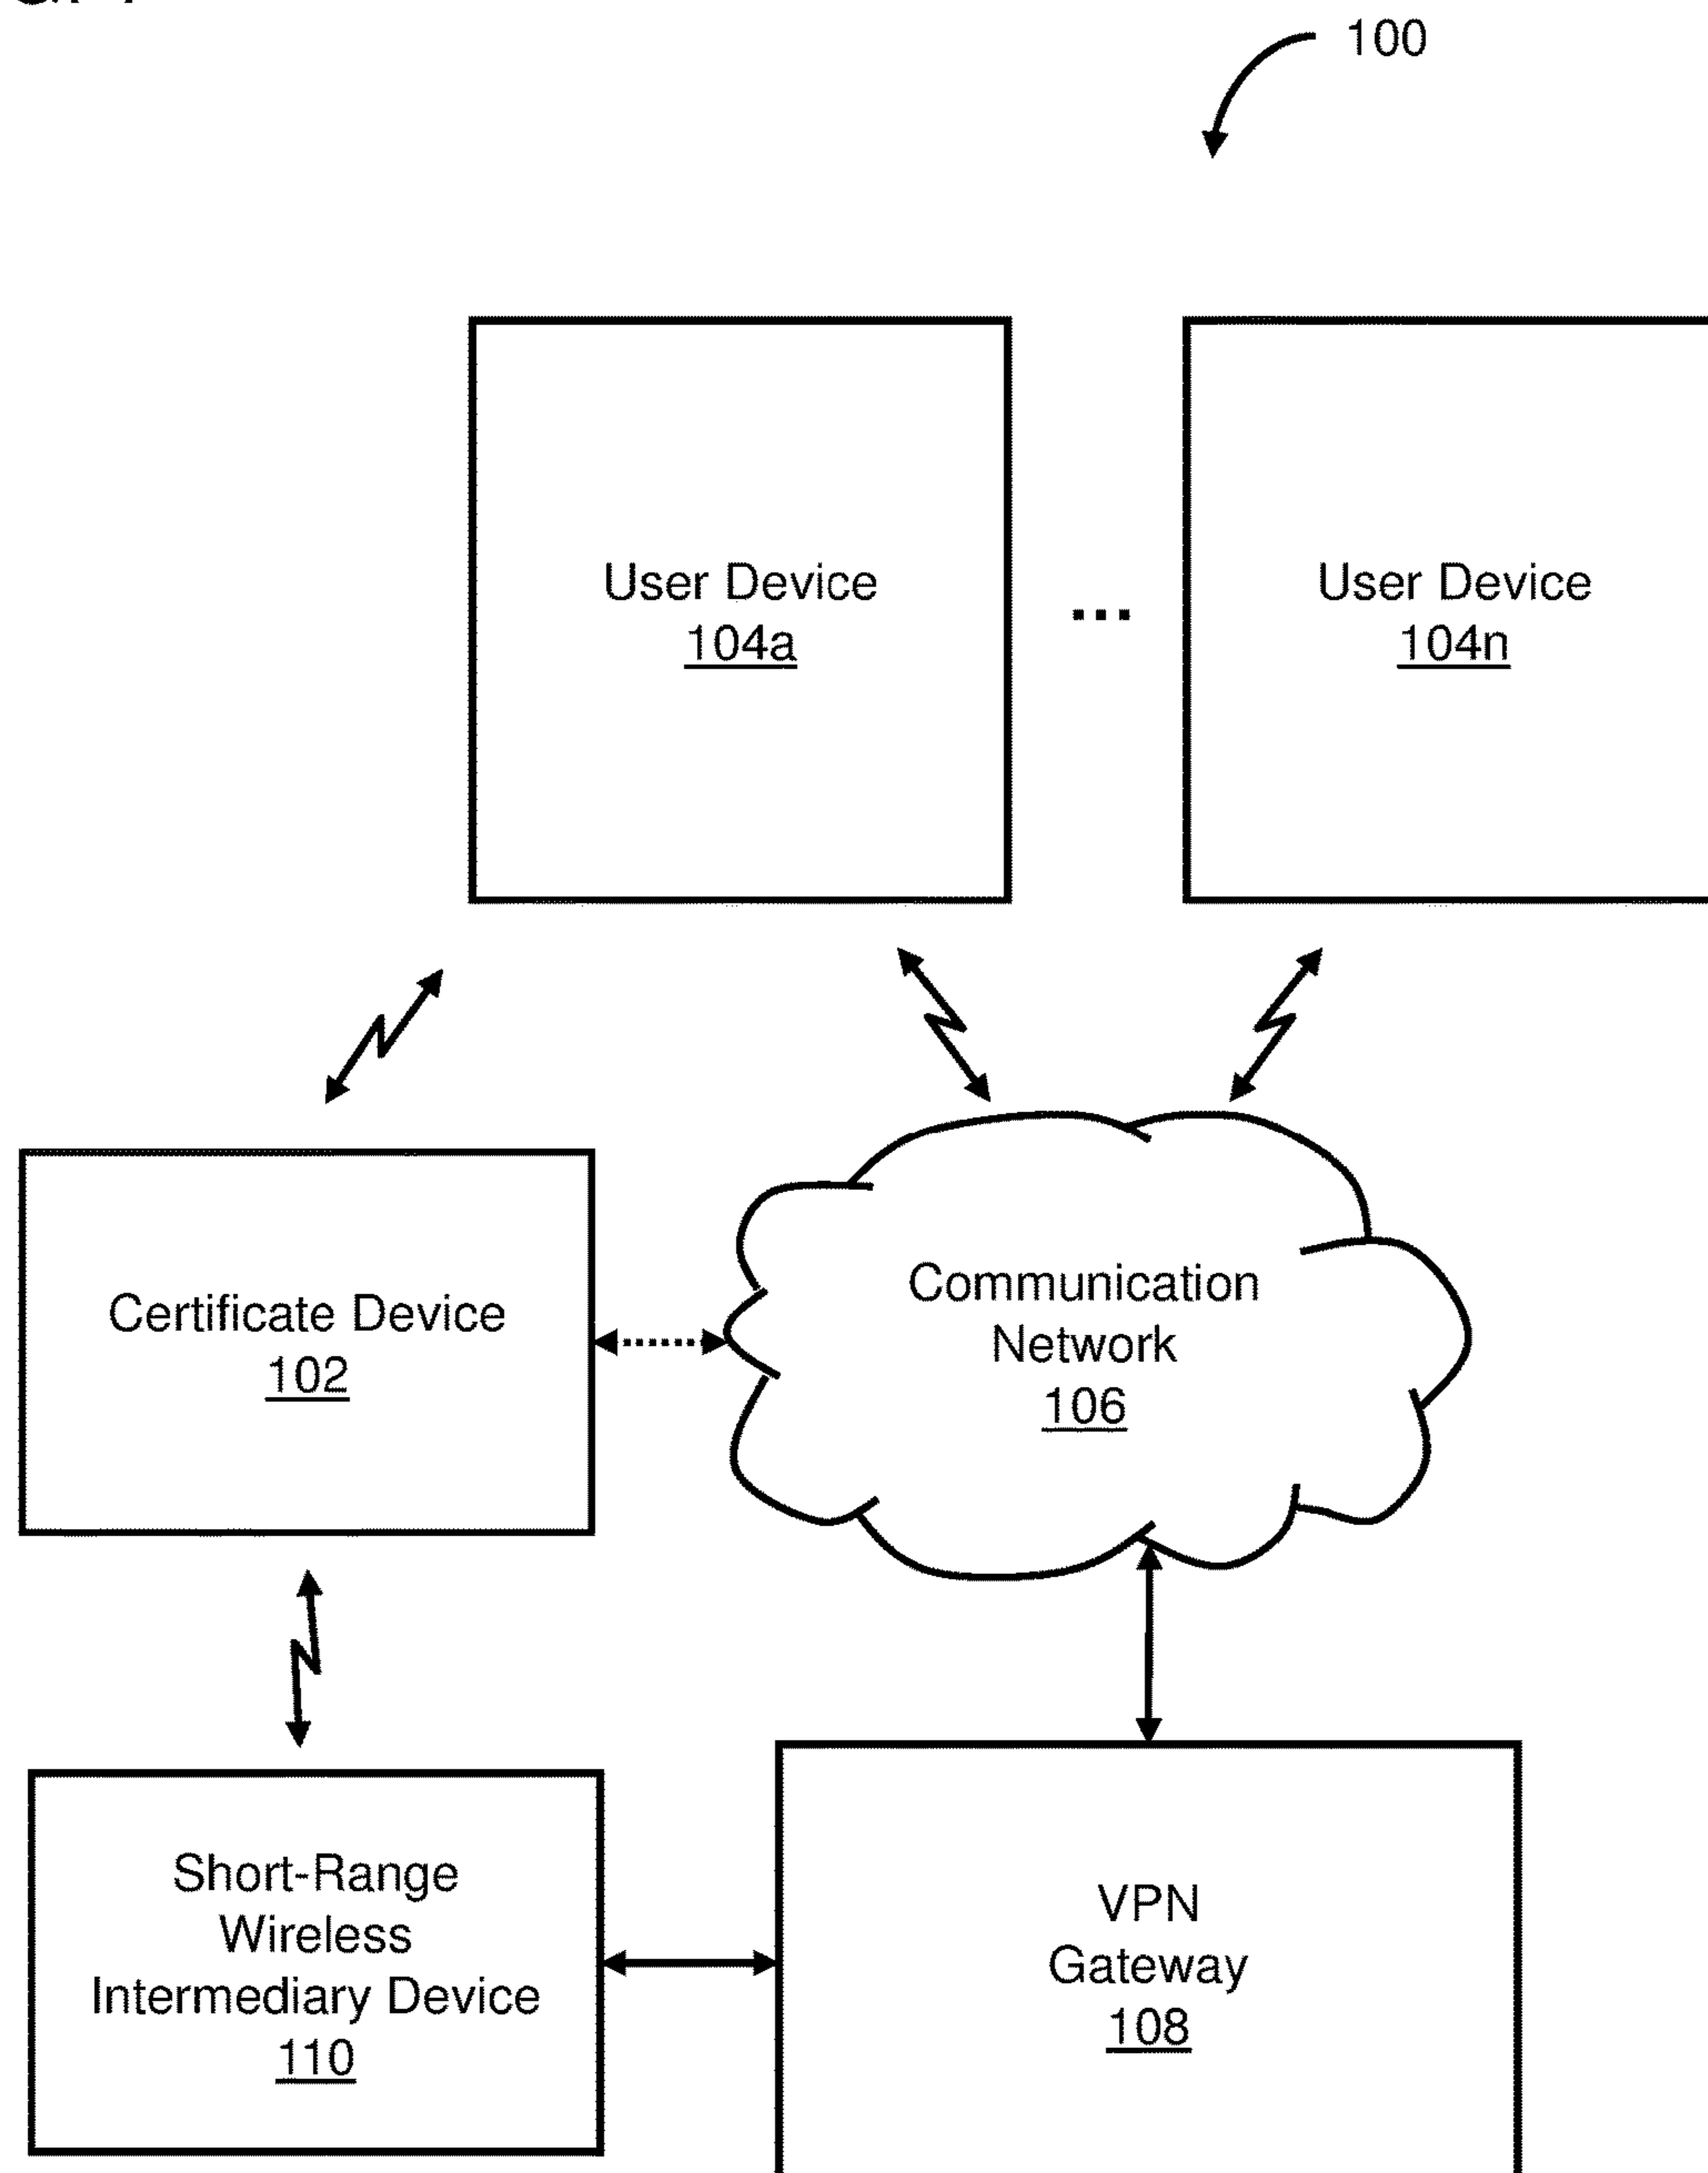 100
User Device
104a
...
User Device
104n
Certificate Device
102
Communication
Network
106
Short-Range
Wireless
Intermediary Device
110
VPN
Gateway
108